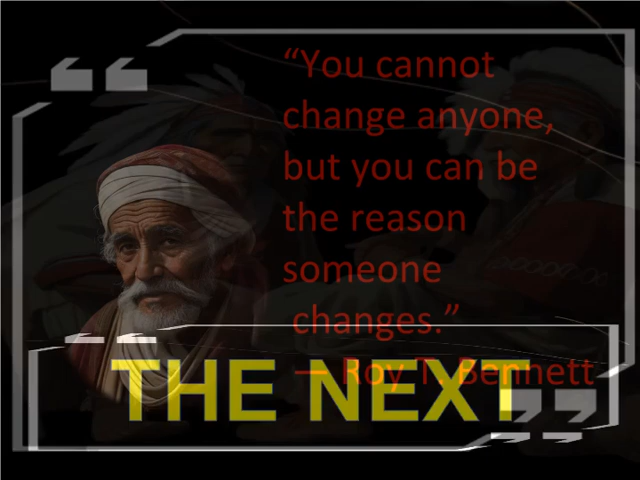 “You cannot
change anyone,
but you can be
the reason
someone
changes.”
— Roy T. Bennett
THE NEXT